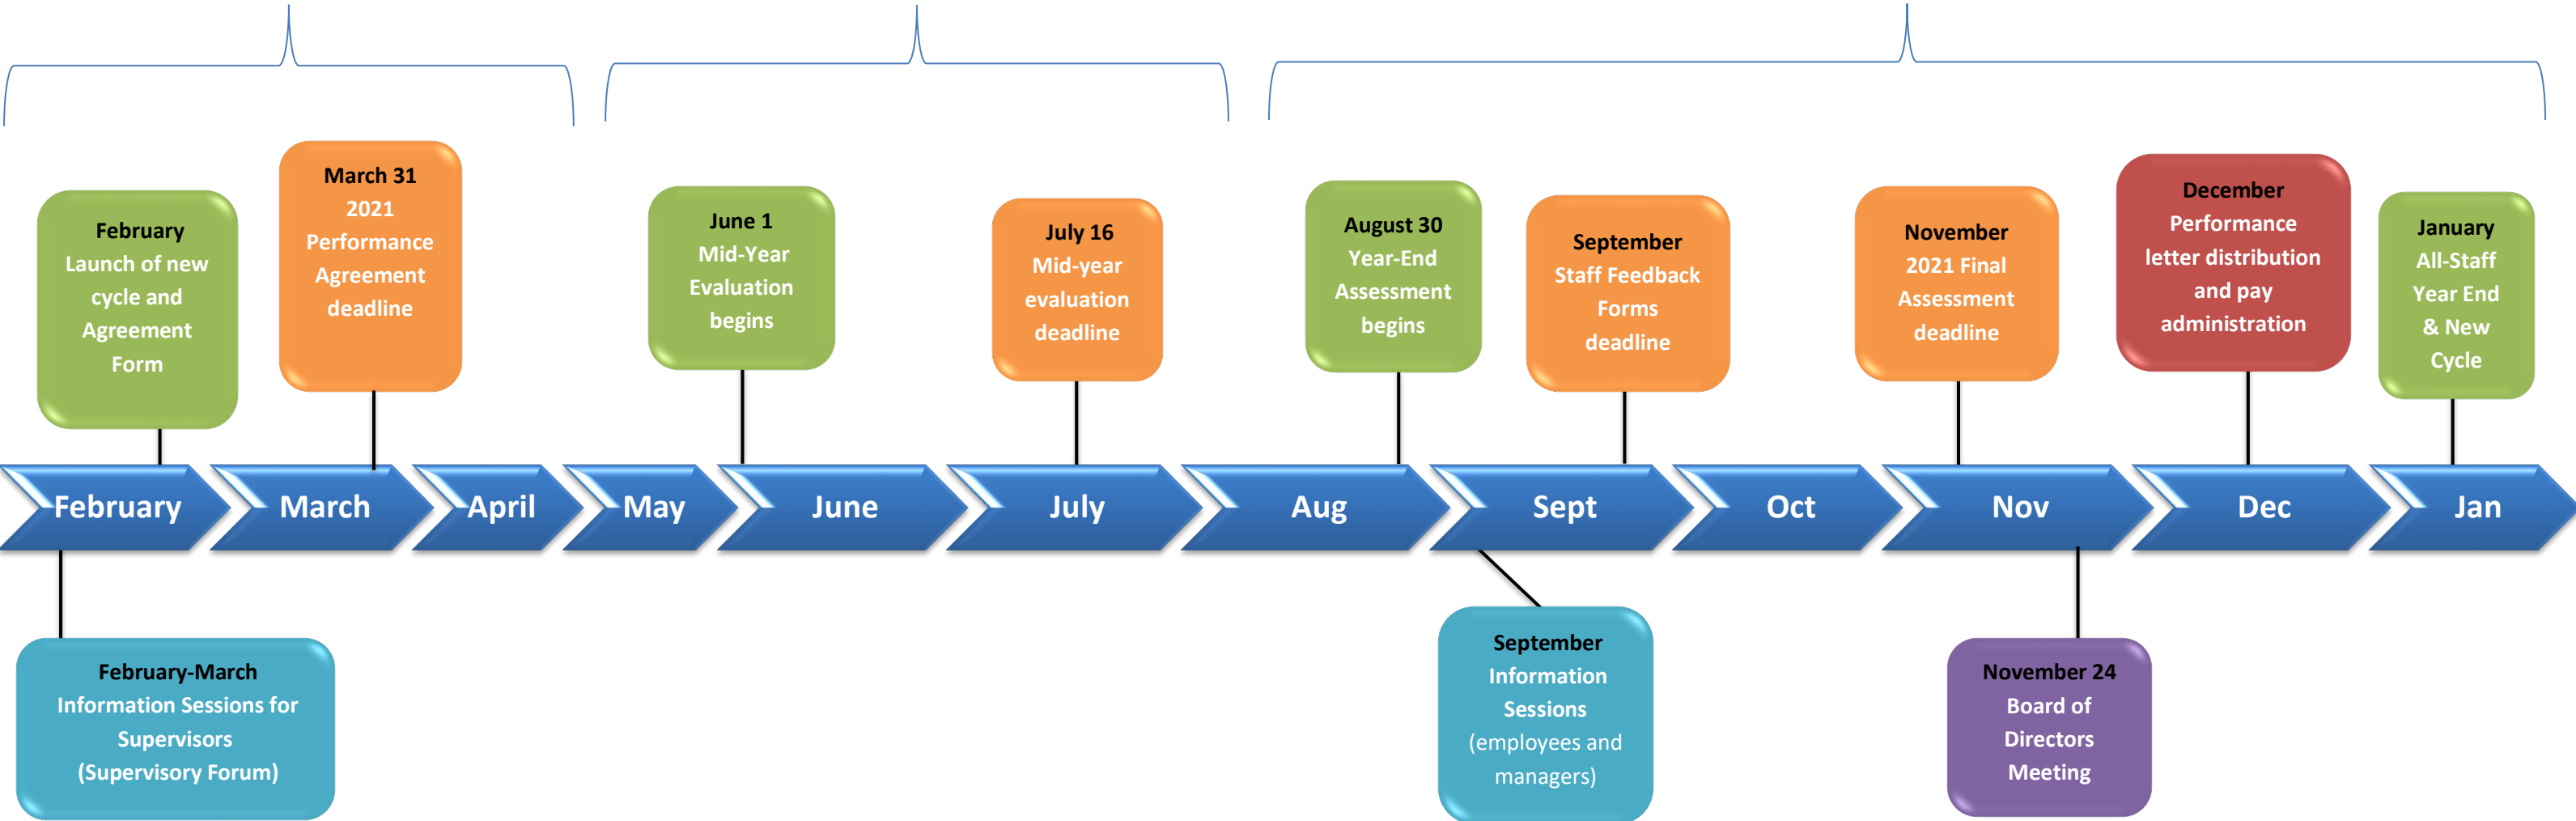 February
Launch of new
cycle and
Agreement
Form
March 31
2021
Performance
Agreement
deadline
June 1
Mid-Year
Evaluation
begins
July 16
Mid-year
evaluation
deadline
August 30
Year-End
Assessment
begins
September
Staff Feedback
Forms
deadline
November
2021 Final
Assessment
deadline
December
Performance
letter distribution
and pay
administration
January
All-Staff
Year End
& New
Cycle
February
March
April
May
June
July
Aug
Sept
Oct
Nov
Dec
Jan
February-March
Information Sessions for
Supervisors
(Supervisory Forum)
September
Information
Sessions
(employees and
managers)
November 24
Board of
Directors
Meeting